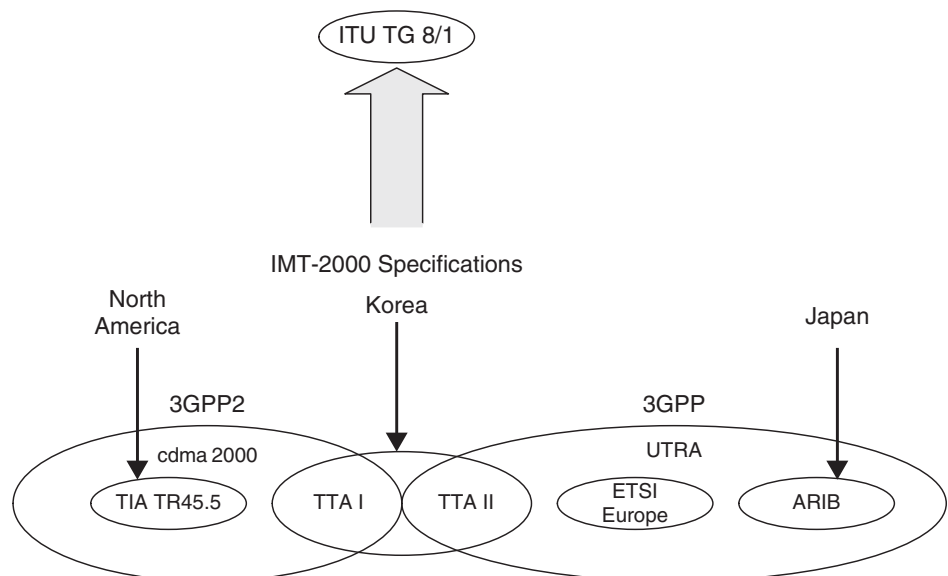 ITU TG 8/1
IMT-2000 Specifications
North
America
Korea
Japan
3GPP2
3GPP
cdma 2000
UTRA
TIA TR45.5
TTA I
TTA II
ETSI
Europe
ARIB